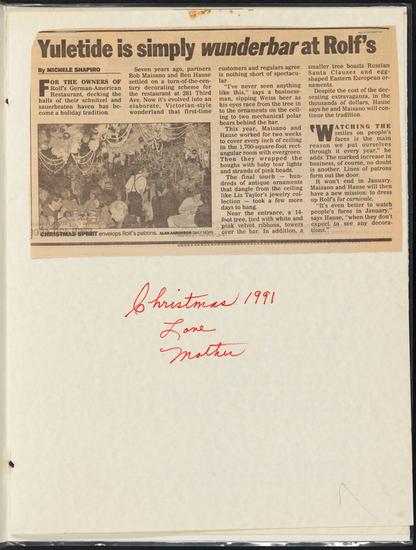 Yuletide is simply wunderbar at Rolf's
By MICHELE SHAPIRO
FOR THE OWNERS OF
Rolf's German-American
Restaurant, decking the
halls of their schnitzel and
sauerbraten haven has be-
come a holiday tradition.
Seven years ago, partners
Bob Maisano and Ben Hause
settled on a turn-of-the-cen-
tury decorating scheme for
the restaurant at 281 Third
Ave. Now it's evolved into an
elaborate, Victorian-style
wonderland that first-time
CHRISTMAS SPIRIT envelops Rolf's patrons. ALAN AARONSON DAILY NEWS
customers and regulars agree
is nothing short of spectacu-
lar.
"I've never seen anything
like this," says a business-
man, sipping Weiss beer as
his eyes race from the tree in
to the ornaments on the ceil-
ing to two mechanical polar
bears behind the bar.
This year, Maisano and
Hause worked for two weeks
to cover every inch of ceiling
in the 1,700-square-foot, rect-
angular room with evergreen.
Then they wrapped the
boughs with baby tear lights
and strands of pink beads.
The final touch — hun-
dreds of antique ornaments
that dangle from the ceiling
like Liz Taylor's jewelry col-
lection — took a few more
days to hang.
Near the entrance, a 14-
foot tree, tied with white and
pink velvet ribbons, towers
over the bar. In addition, a
smaller tree boasts Russian
Santa Clauses and egg-
shaped Eastern European or-
naments.
Despite the cost of the dec-
orating extravaganza, in the
thousands of dollars, Hause
says he and Maisano will con-
tinue the tradition.
"WATCHING THE
smiles on people's
faces is the main
reason we put ourselves
through it every year," he
adds. The marked increase in
business, of course, no doubt
is another. Lines of patrons
form out the door.
It won't end in January.
Maisano and Hause will then
have a new mission: to dress
up Rolf's for carnivale.
"It's even better to watch
people's faces in January,"
says Hause, "when they don't
expect to see any decora-
tions."
Christmas 1991
Love
Mother